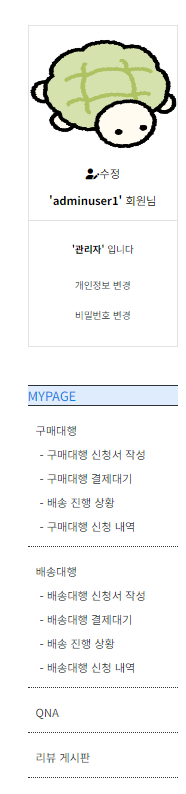 수정
'adminuser1' 회원님
'관리자' 입니다
개인정보 변경
비밀번호 변경
MYPAGE
구매대행
- 구매대행 신청서 작성
- 구매대행 결제대기
- 배송 진행 상황
- 구매대행 신청 내역
배송대행
- 배송대행 신청서 작성
- 배송대행 결제대기
- 배송 진행 상황
- 배송대행 신청 내역
QNA
리뷰 게시판